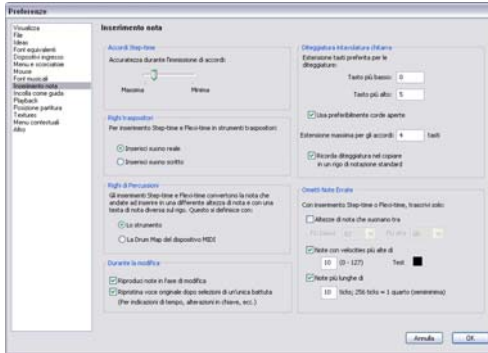 Preferenze
Visualizza
File
Ideas
Font equivalenti
Dispositivi ingresso
Menu e scorciatoie
Mouse
Font musicali
Inserimento nota
Incolla come guida
Playback
Posizione partitura
Textures
Menu contestuali
Altro
Inserimento nota
Accordi Step-time
Accuratezza durante l'immissione di accordi:
Massima Minima
Righi traspositori
Per inserimento Step-time e Flexi-time in strumenti traspositori:
Inserisci suono reale
Inserisci suono scritto
Righi di Percussioni
Gli inserimenti Step-time e Flexi-time convertono la nota che
andate ad inserire in una differente altezza di nota e con una
testa di nota diversa sul rigo. Questo si definisce con:
Lo strumento
La Drum Map del dispositivo MIDI
Durante la modifica
Riproduci note in fase di modifica
Ripristina voce originale dopo selezioni di un'unica battuta
(Per indicazioni di tempo, alterazioni in chiave, ecc.)
Diteggiatura intavolatura chitarra
Estensione tasti preferita per le
diteggiature:
Tasto più basso: 0
Tasto più alto: 5
Usa preferibilmente corde aperte
Estensione massima per gli accordi: 4 tasti
Ricorda diteggiatura nel copiare
in un rigo di notazione standard
Ometti Note Errate
Con inserimento Step-time o Flexi-time, trascrivi solo:
Altezze di nota che suonano tra
Note con velocities più alte di
10 (0 - 127) Test
Note più lunghe di
10 ticks; 256 ticks = 1 quarto (semiminima)
Annulla OK